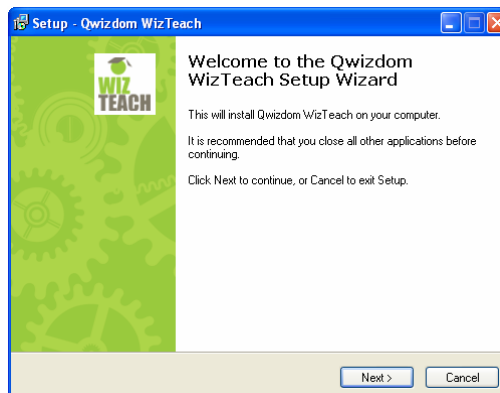 Setup - Qwizdom WizTeach
WIZ
TEACH
Welcome to the Qwizdom
WizTeach Setup Wizard
This will install Qwizdom WizTeach on your computer.
It is recommended that you close all other applications before
continuing.
Click Next to continue, or Cancel to exit Setup.
Next >
Cancel